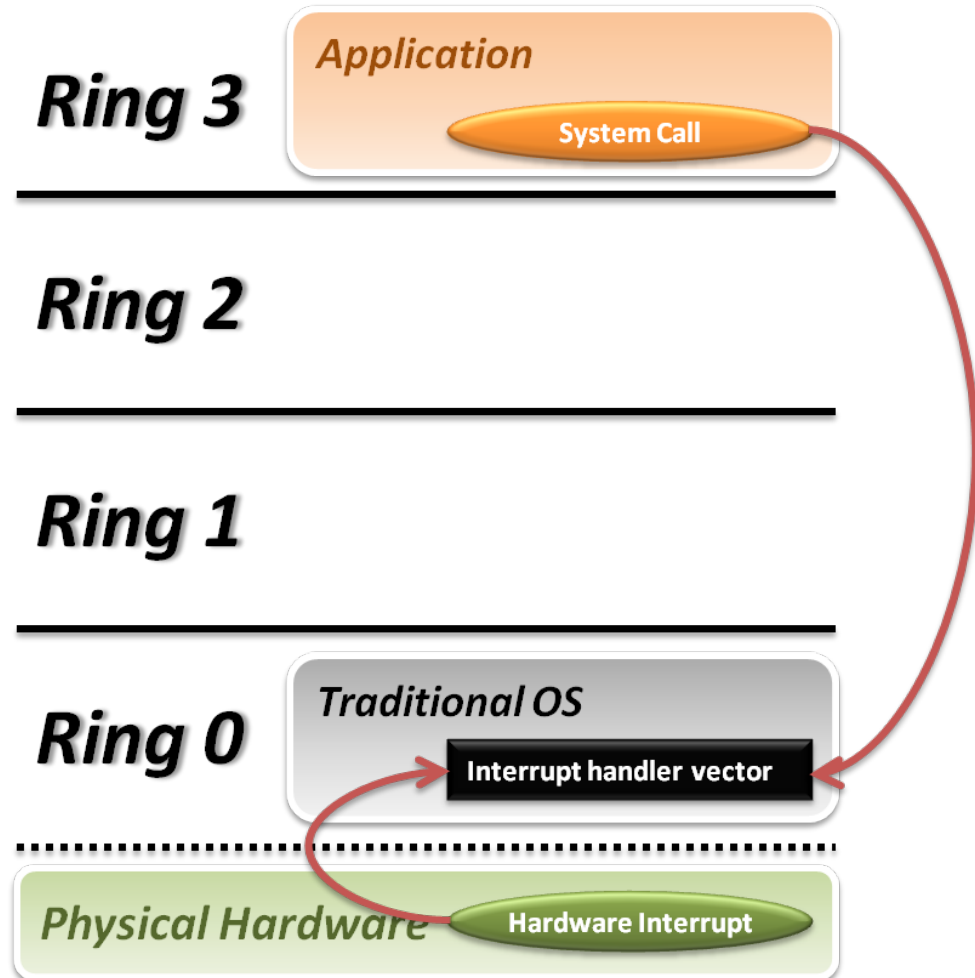 Ring 3
Application
System Call
Ring 2
Ring 1
Ring 0
Traditional OS
Interrupt handler vector
Physical Hardware
Hardware Interrupt